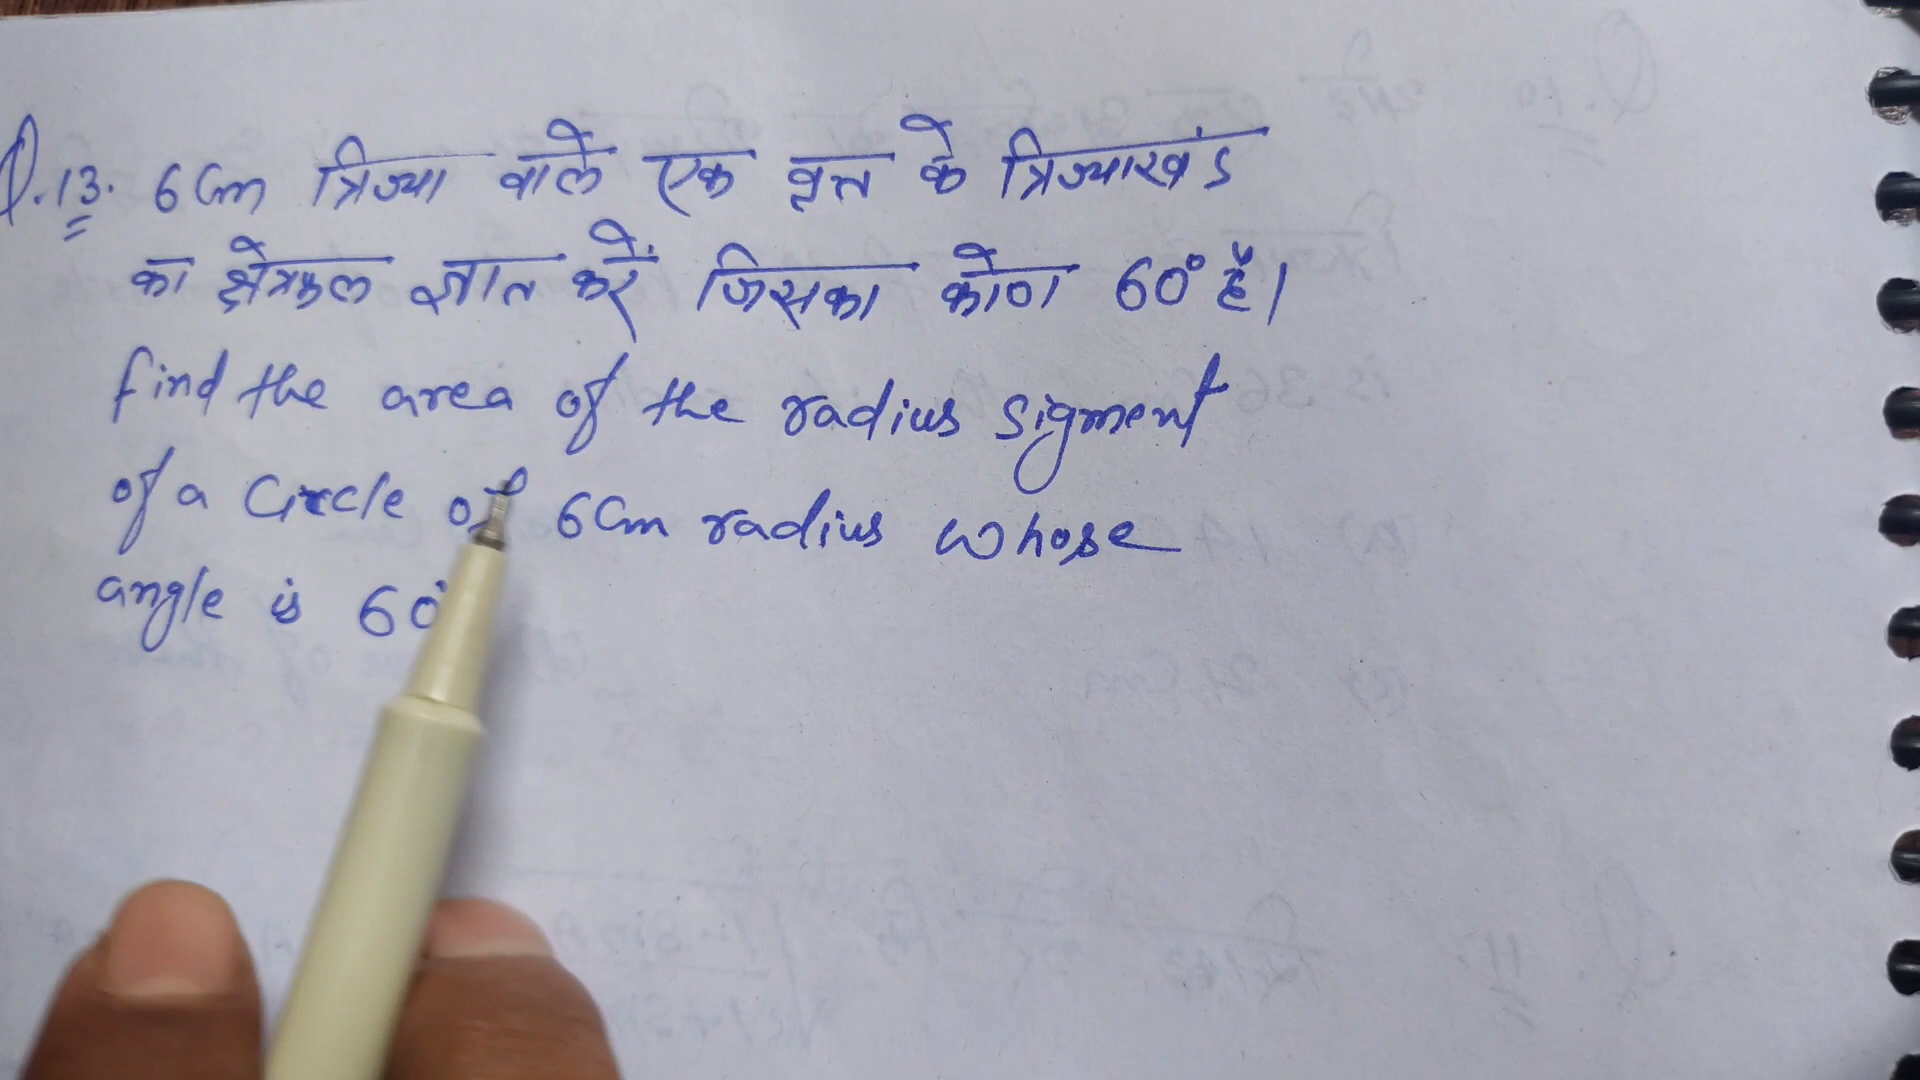 Q.13. 6Cm त्रिज्या वाले एक वृत्त के त्रिज्याखंड
का क्षेत्रफल ज्ञात करें जिसका कोण 60° है।
find the area of the radius sigment
of a Circle of 6Cm radius whose
angle is 60°